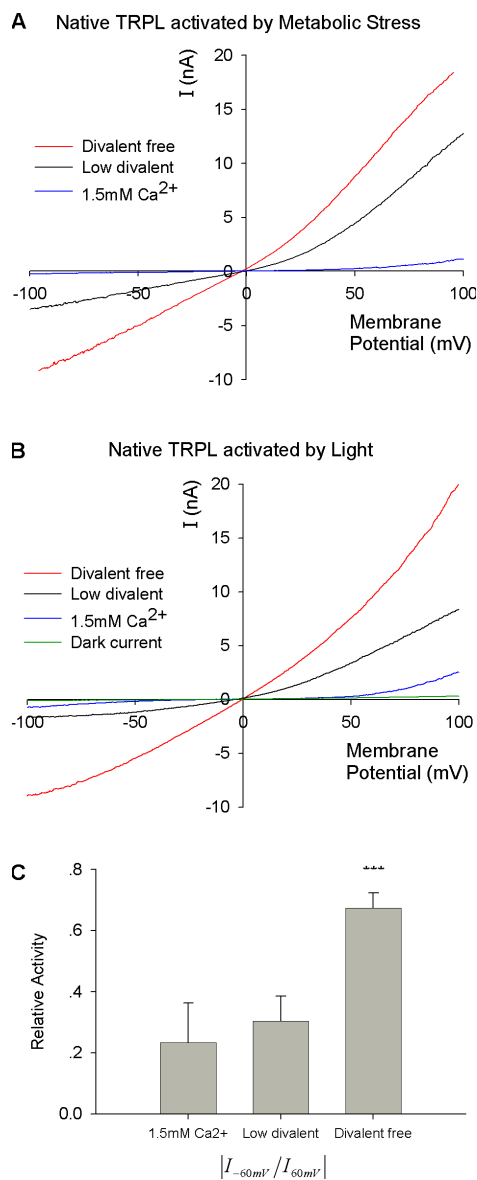 A Native TRPL activated by Metabolic Stress
I (nA)
20
15
10
5
0
-5
-10
-100
-50
0
50
100
Divalent free
Low divalent
1.5mM Ca2+
Membrane
Potential (mV)
B Native TRPL activated by Light
I (nA)
20
15
10
5
0
-5
-10
-100
-50
0
50
100
Divalent free
Low divalent
1.5mM Ca2+
Dark current
Membrane
Potential (mV)
C
Relative Activity
.8
.6
.4
.2
0.0
1.5mM Ca2+ Low divalent Divalent free
|I-60mV/I60mV|